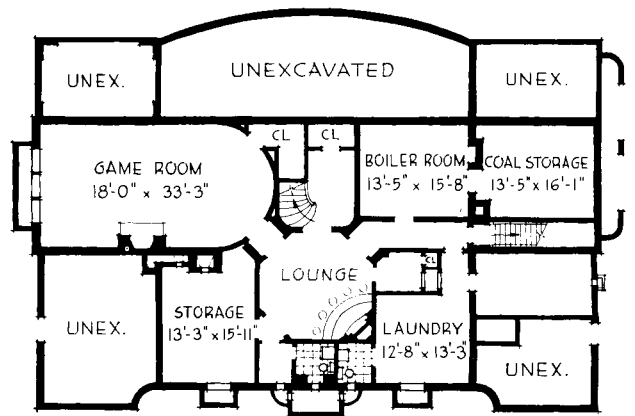 UNEX.
UNEXCAVATED
UNEX.
CL
CL
GAME ROOM
18'-0" x 33'-3"
BOILER ROOM
13'-5" x 15'-8"
COAL STORAGE
13'-5" x 16'-1"
LOUNGE
CL
UNEX.
STORAGE
13'-3" x 15'-11"
LAUNDRY
12'-8" x 13'-3
UNEX.